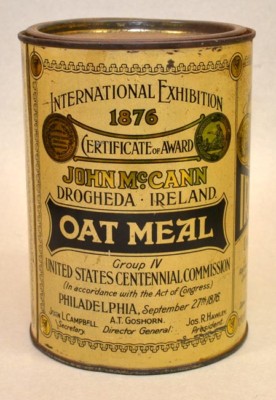 INTERNATIONAL EXHIBITION
1876
CERTIFICATE OF AWARD
JOHN McCANN
DROGHEDA · IRELAND
OAT MEAL
Group IV
UNITED STATES CENTENNIAL COMMISSION
(In accordance with the Act of Congress)
PHILADELPHIA, September 27th 1876
JOHN L. CAMPBELL A.T. GOSHORN. JOS. R. HAWLEY
Secretary. Director General. President.